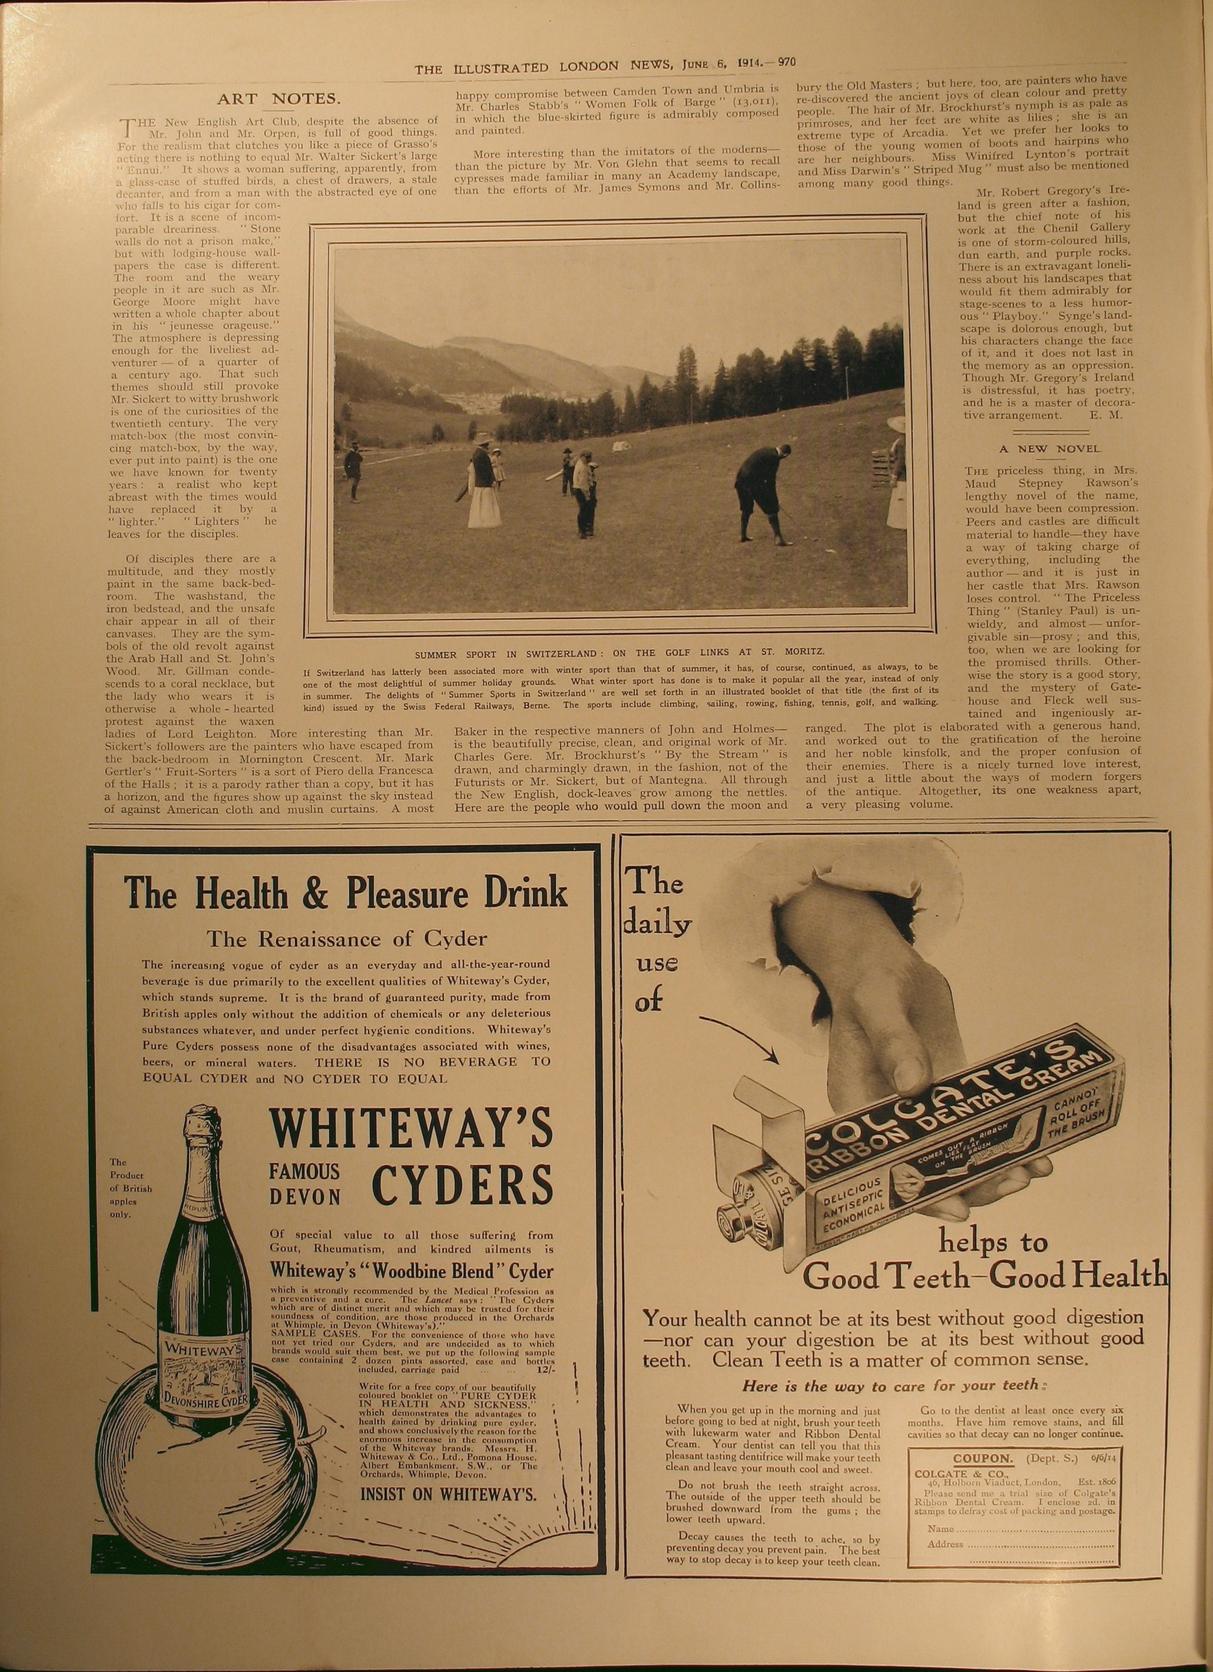 THE ILLUSTRATED LONDON NEWS, JUNE 6, 1914.—970
ART NOTES.
THE New English Art Club, despite the absence of
Mr. John and Mr. Orpen, is full of good things.
For the realism that clutches you like a piece of Grasso's
acting there is nothing to equal Mr. Walter Sickert's large
"Ennui." It shows a woman suffering, apparently, from
a glass-case of stuffed birds, a chest of drawers, a stale
decanter, and from a man with the abstracted eye of one
who falls to his cigar for com-
fort. It is a scene of incom-
parable dreariness. "Stone
walls do not a prison make,"
but with lodging-house wall-
papers the case is different.
The room and the weary
people in it are such as Mr.
George Moore might have
written a whole chapter about
in his "jeunesse orageuse."
The atmosphere is depressing
enough for the liveliest ad-
venturer — of a quarter of
a century ago. That such
themes should still provoke
Mr. Sickert to witty brushwork
is one of the curiosities of the
twentieth century. The very
match-box (the most convin-
cing match-box, by the way,
ever put into paint) is the one
we have known for twenty
years: a realist who kept
abreast with the times would
have replaced it by a
"lighter." "Lighters" he
leaves for the disciples.
Of disciples there are a
multitude, and they mostly
paint in the same back-bed-
room. The washstand, the
iron bedstead, and the unsafe
chair appear in all of their
canvases. They are the sym-
bols of the old revolt against
the Arab Hall and St. John's
Wood. Mr. Gillman conde-
scends to a coral necklace, but
the lady who wears it is
otherwise a whole-hearted
protest against the waxen
ladies of Lord Leighton. More interesting than Mr.
Sickert's followers are the painters who have escaped from
the back-bedroom in Mornington Crescent. Mr. Mark
Gertler's "Fruit-Sorters" is a sort of Piero della Francesca
of the Halls; it is a parody rather than a copy, but it has
a horizon, and the figures show up against the sky instead
of against American cloth and muslin curtains. A most
happy compromise between Camden Town and Umbria is
Mr. Charles Stabb's "Women Folk of Barge" (13,011),
in which the blue-skirted figure is admirably composed
and painted.
More interesting than the imitators of the moderns—
than the picture by Mr. Von Glehn that seems to recall
cypresses made familiar in many an Academy landscape,
than the efforts of Mr. James Symons and Mr. Collins-
SUMMER SPORT IN SWITZERLAND: ON THE GOLF LINKS AT ST. MORITZ.
If Switzerland has latterly been associated more with winter sport than that of summer, it has, of course, continued, as always, to be
one of the most delightful of summer holiday grounds. What winter sport has done is to make it popular all the year, instead of only
in summer. The delights of "Summer Sports in Switzerland" are well set forth in an illustrated booklet of that title (the first of its
kind) issued by the Swiss Federal Railways, Berne. The sports include climbing, sailing, rowing, fishing, tennis, golf, and walking.
Baker in the respective manners of John and Holmes—
is the beautifully precise, clean, and original work of Mr.
Charles Gere. Mr. Brockhurst's "By the Stream" is
drawn, and charmingly drawn, in the fashion, not of the
Futurists or Mr. Sickert, but of Mantegna. All through
the New English, dock-leaves grow among the nettles.
Here are the people who would pull down the moon and
bury the Old Masters; but here, too, are painters who have
re-discovered the ancient joys of clean colour and pretty
people. The hair of Mr. Brockhurst's nymph is as pale as
primroses, and her feet are white as lilies; she is an
extreme type of Arcadia. Yet we prefer her looks to
those of the young women of boots and hairpins who
are her neighbours. Miss Winifred Lynton's portrait
and Miss Darwin's "Striped Mug" must also be mentioned
among many good things.
Mr. Robert Gregory's Ire-
land is green after a fashion,
but the chief note of his
work at the Chenil Gallery
is one of storm-coloured hills,
dun earth, and purple rocks.
There is an extravagant loneli-
ness about his landscapes that
would fit them admirably for
stage-scenes to a less humor-
ous "Playboy." Synge's land-
scape is dolorous enough, but
his characters change the face
of it, and it does not last in
the memory as an oppression.
Though Mr. Gregory's Ireland
is distressful, it has poetry,
and he is a master of decora-
tive arrangement. E. M.
A NEW NOVEL
THE priceless thing, in Mrs.
Maud Stepney Rawson's
lengthy novel of the name,
would have been compression.
Peers and castles are difficult
material to handle—they have
a way of taking charge of
everything, including the
author—and it is just in
her castle that Mrs. Rawson
loses control. "The Priceless
Thing" (Stanley Paul) is un-
wieldy, and almost—unfor-
givable sin—prosy; and this,
too, when we are looking for
the promised thrills. Other-
wise the story is a good story,
and the mystery of Gate-
house and Fleck well sus-
tained and ingeniously ar-
ranged. The plot is elaborated with a generous hand,
and worked out to the gratification of the heroine
and her noble kinsfolk, and the proper confusion of
their enemies. There is a nicely turned love interest,
and just a little about the ways of modern forgers
of the antique. Altogether, its one weakness apart,
a very pleasing volume.
The Health & Pleasure Drink
The Renaissance of Cyder
The increasing vogue of cyder as an everyday and all-the-year-round
beverage is due primarily to the excellent qualities of Whiteway's Cyder,
which stands supreme. It is the brand of guaranteed purity, made from
British apples only without the addition of chemicals or any deleterious
substances whatever, and under perfect hygienic conditions. Whiteway's
Pure Cyders possess none of the disadvantages associated with wines,
beers, or mineral waters. THERE IS NO BEVERAGE TO
EQUAL CYDER and NO CYDER TO EQUAL
WHITEWAY'S
FAMOUS
DEVON
CYDERS
The
Product
of British
apples
only.
WHITEWAY'S
DEVONSHIRE CYDER
Of special value to all those suffering from
Gout, Rheumatism, and kindred ailments is
Whiteway's "Woodbine Blend" Cyder
which is strongly recommended by the Medical Profession as
a preventive and a cure. The Lancet says: "The Cyders
which are of distinct merit and which may be trusted for their
soundness of condition, are those produced in the Orchards
at Whimple, in Devon (Whiteway's)."
SAMPLE CASES. For the convenience of those who have
not yet tried our Cyders, and are undecided as to which
brands would suit them best, we put up the following sample
case containing 2 dozen pints assorted, case and bottles
included, carriage paid ... ... 12/-
Write for a free copy of our beautifully
coloured booklet on "PURE CYDER
IN HEALTH AND SICKNESS,"
which demonstrates the advantages to
health gained by drinking pure cyder,
and shows conclusively the reason for the
enormous increase in the consumption
of the Whiteway brands. Messrs. H.
Whiteway & Co., Ltd., Pomona House,
Albert Embankment, S.W., or The
Orchards, Whimple, Devon.
INSIST ON WHITEWAY'S.
The
daily
use
of
COLGATE'S
RIBBON DENTAL CREAM
COMES OUT A RIBBON
LIES FLAT
ON THE BRUSH
CANNOT
ROLL OFF
THE BRUSH
DELICIOUS
ANTISEPTIC
ECONOMICAL
helps to
Good Teeth—Good Health
Your health cannot be at its best without good digestion
—nor can your digestion be at its best without good
teeth. Clean Teeth is a matter of common sense.
Here is the way to care for your teeth:
When you get up in the morning and just
before going to bed at night, brush your teeth
with lukewarm water and Ribbon Dental
Cream. Your dentist can tell you that this
pleasant tasting dentifrice will make your teeth
clean and leave your mouth cool and sweet.
Do not brush the teeth straight across.
The outside of the upper teeth should be
brushed downward from the gums; the
lower teeth upward.
Decay causes the teeth to ache, so by
preventing decay you prevent pain. The best
way to stop decay is to keep your teeth clean.
Go to the dentist at least once every six
months. Have him remove stains, and fill
cavities so that decay can no longer continue.
COUPON. (Dept. S.) 6/6/14
COLGATE & CO.,
46, Holborn Viaduct, London, Est. 1806
Please send me a trial size of Colgate's
Ribbon Dental Cream. I enclose 2d. in
stamps to defray cost of packing and postage.
Name
Address